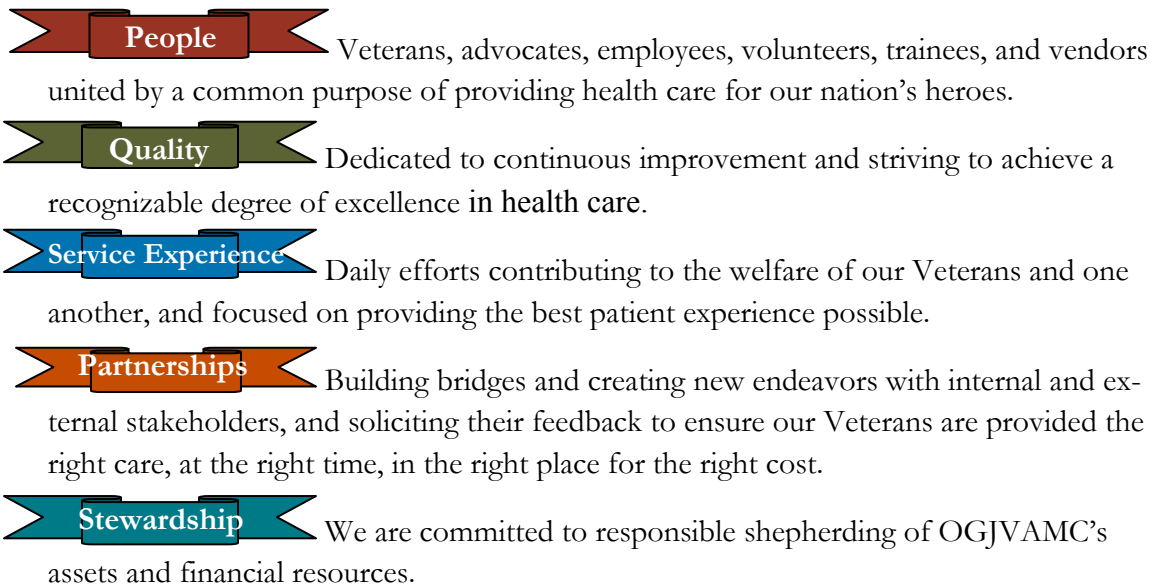 People Veterans, advocates, employees, volunteers, trainees, and vendors
united by a common purpose of providing health care for our nation’s heroes.
Quality Dedicated to continuous improvement and striving to achieve a
recognizable degree of excellence in health care.
Service Experience Daily efforts contributing to the welfare of our Veterans and one
another, and focused on providing the best patient experience possible.
Partnerships Building bridges and creating new endeavors with internal and ex-
ternal stakeholders, and soliciting their feedback to ensure our Veterans are provided the
right care, at the right time, in the right place for the right cost.
Stewardship We are committed to responsible shepherding of OGJVAMC’s
assets and financial resources.